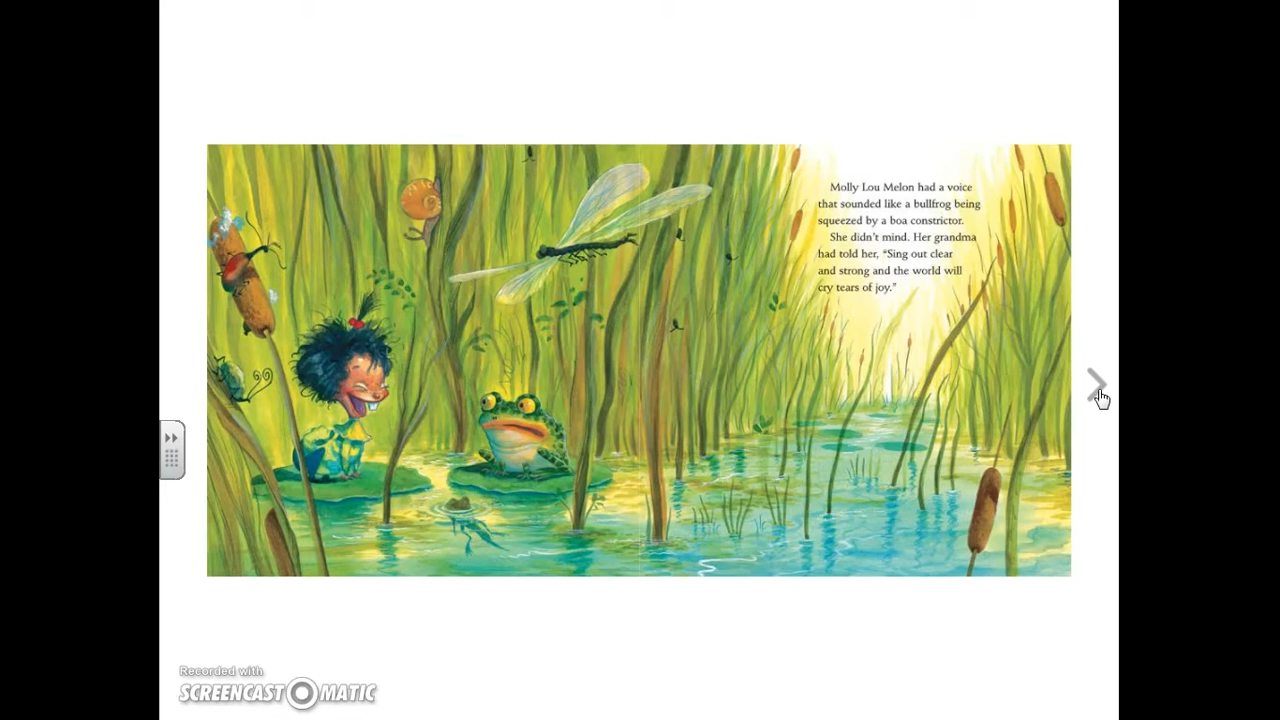 Molly Lou Melon had a voice
that sounded like a bullfrog being
squeezed by a boa constrictor.
She didn't mind. Her grandma
had told her, “Sing out clear
and strong and the world will
cry tears of joy.”
Recorded with
SCREENCAST MATIC